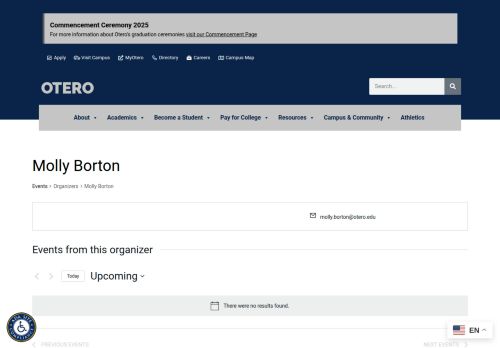 Commencement Ceremony 2025
For more information about Otero's graduation ceremonies visit our Commencement Page
Apply Visit Campus MyOtero Directory Careers Campus Map
OTERO
Search...
About Academics Become a Student Pay for College Resources Campus & Community Athletics
Molly Borton
Events › Organizers › Molly Borton
molly.borton@otero.edu
Events from this organizer
Today Upcoming
There were no results found.
EN
PREVIOUS EVENTS NEXT EVENTS